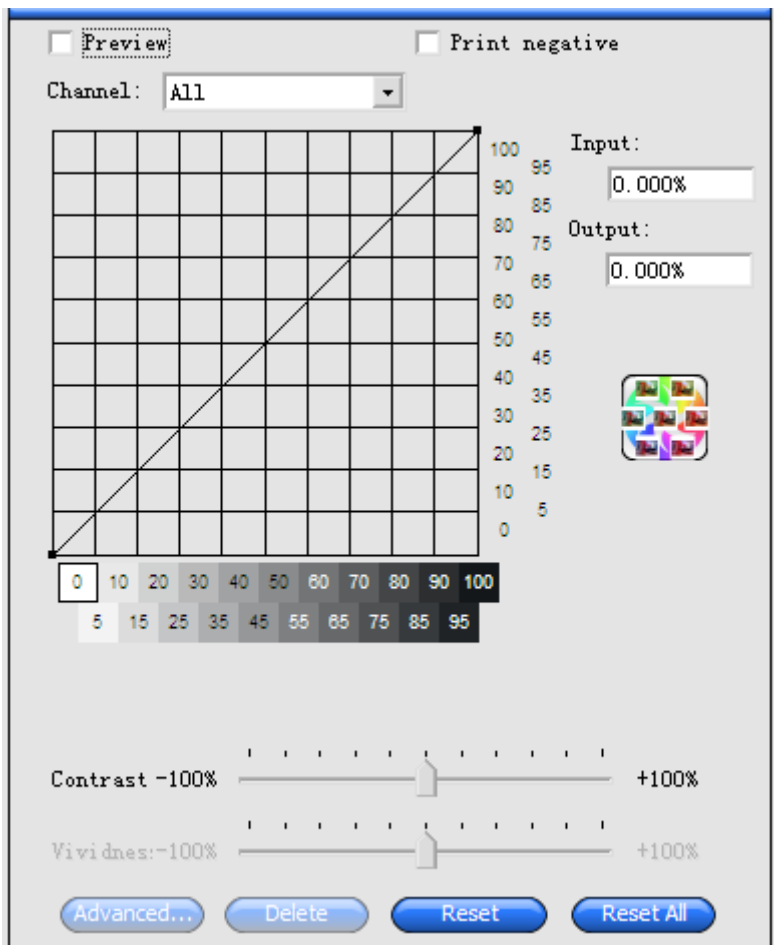 Preview Print negative
Channel: All
100
95
90
85
80
75
70
65
60
55
50
45
40
35
30
25
20
15
10
5
0
Input:
0.000%
Output:
0.000%
0 10 20 30 40 50 60 70 80 90 100
5 15 25 35 45 55 65 75 85 95
Contrast -100% +100%
Vividnes:-100% +100%
Advanced... Delete Reset Reset All